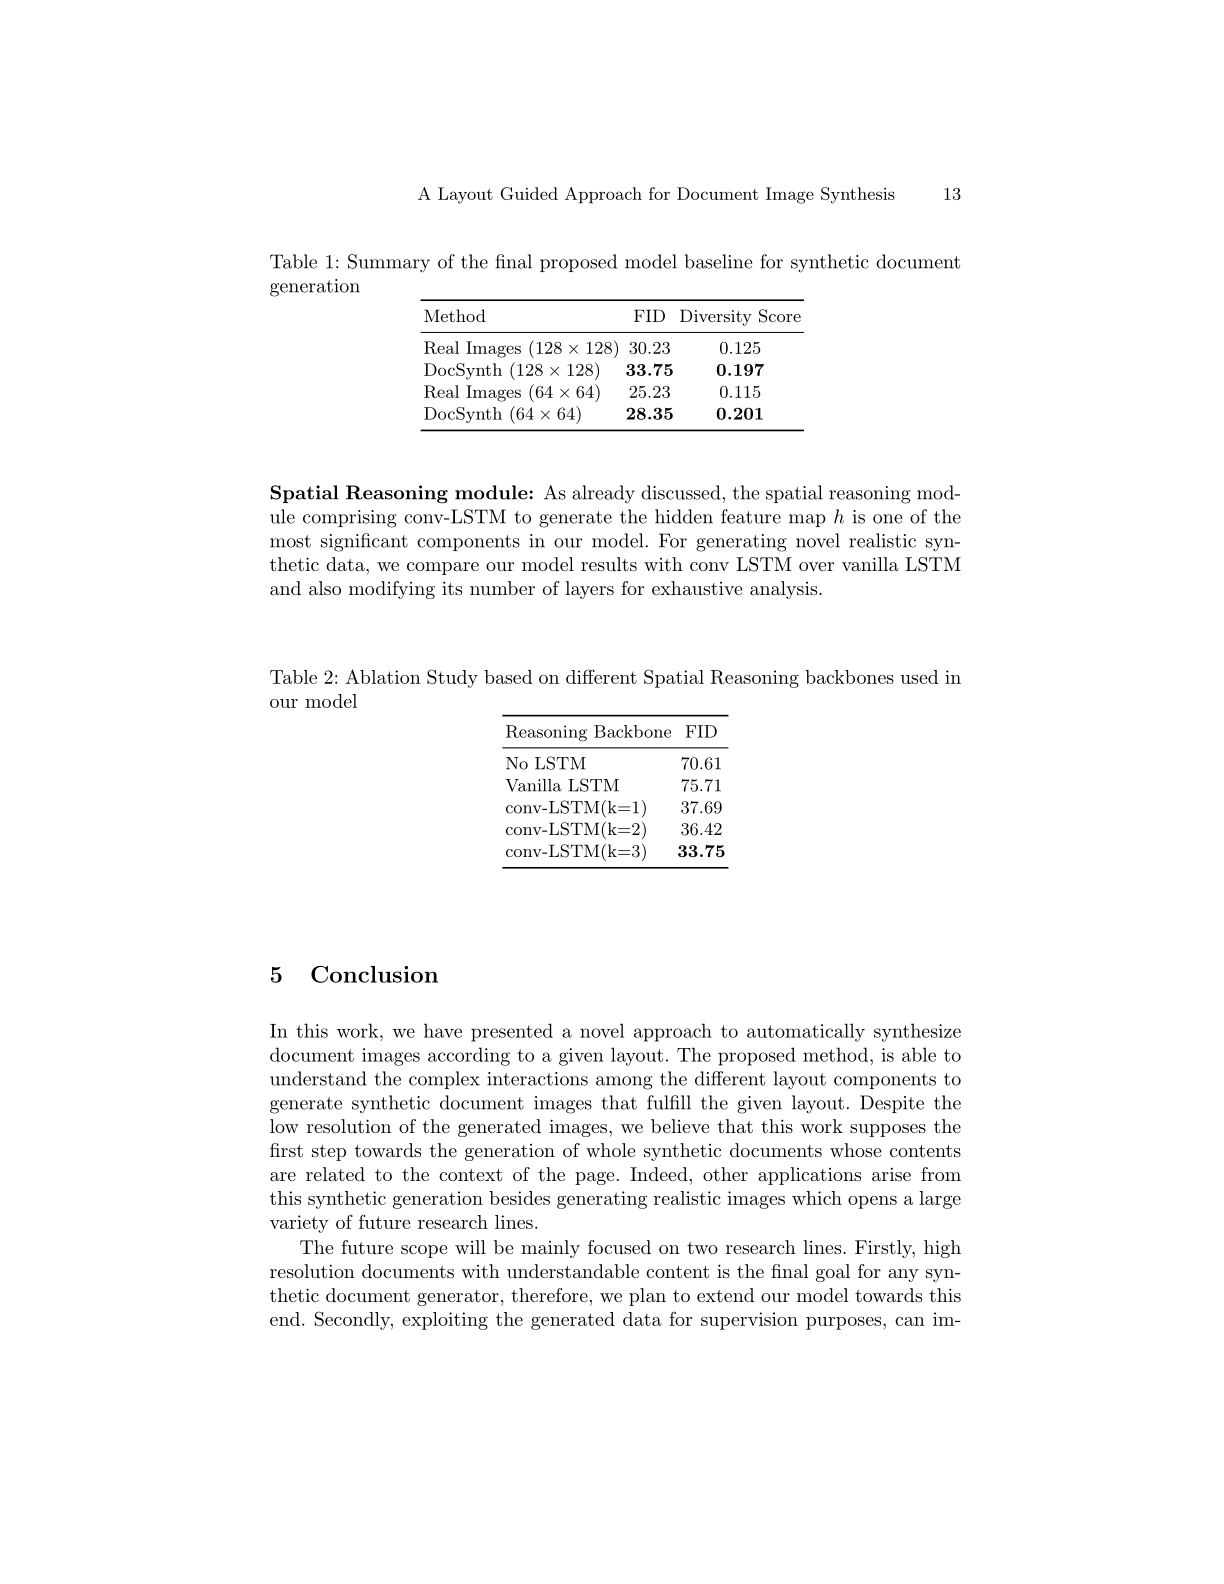 A Layout Guided Approach for Document Image Synthesis 13
Table 1: Summary of the final proposed model baseline for synthetic document
generation
Method FID Diversity Score
Real Images (128 × 128) 30.23 0.125
DocSynth (128 × 128) 33.75 0.197
Real Images (64 × 64) 25.23 0.115
DocSynth (64 × 64) 28.35 0.201
Spatial Reasoning module: As already discussed, the spatial reasoning mod-
ule comprising conv-LSTM to generate the hidden feature map h is one of the
most significant components in our model. For generating novel realistic syn-
thetic data, we compare our model results with conv LSTM over vanilla LSTM
and also modifying its number of layers for exhaustive analysis.
Table 2: Ablation Study based on different Spatial Reasoning backbones used in
our model
Reasoning Backbone FID
No LSTM 70.61
Vanilla LSTM 75.71
conv-LSTM(k=1) 37.69
conv-LSTM(k=2) 36.42
conv-LSTM(k=3) 33.75
5 Conclusion
In this work, we have presented a novel approach to automatically synthesize
document images according to a given layout. The proposed method, is able to
understand the complex interactions among the different layout components to
generate synthetic document images that fulfill the given layout. Despite the
low resolution of the generated images, we believe that this work supposes the
first step towards the generation of whole synthetic documents whose contents
are related to the context of the page. Indeed, other applications arise from
this synthetic generation besides generating realistic images which opens a large
variety of future research lines.
The future scope will be mainly focused on two research lines. Firstly, high
resolution documents with understandable content is the final goal for any syn-
thetic document generator, therefore, we plan to extend our model towards this
end. Secondly, exploiting the generated data for supervision purposes, can im-